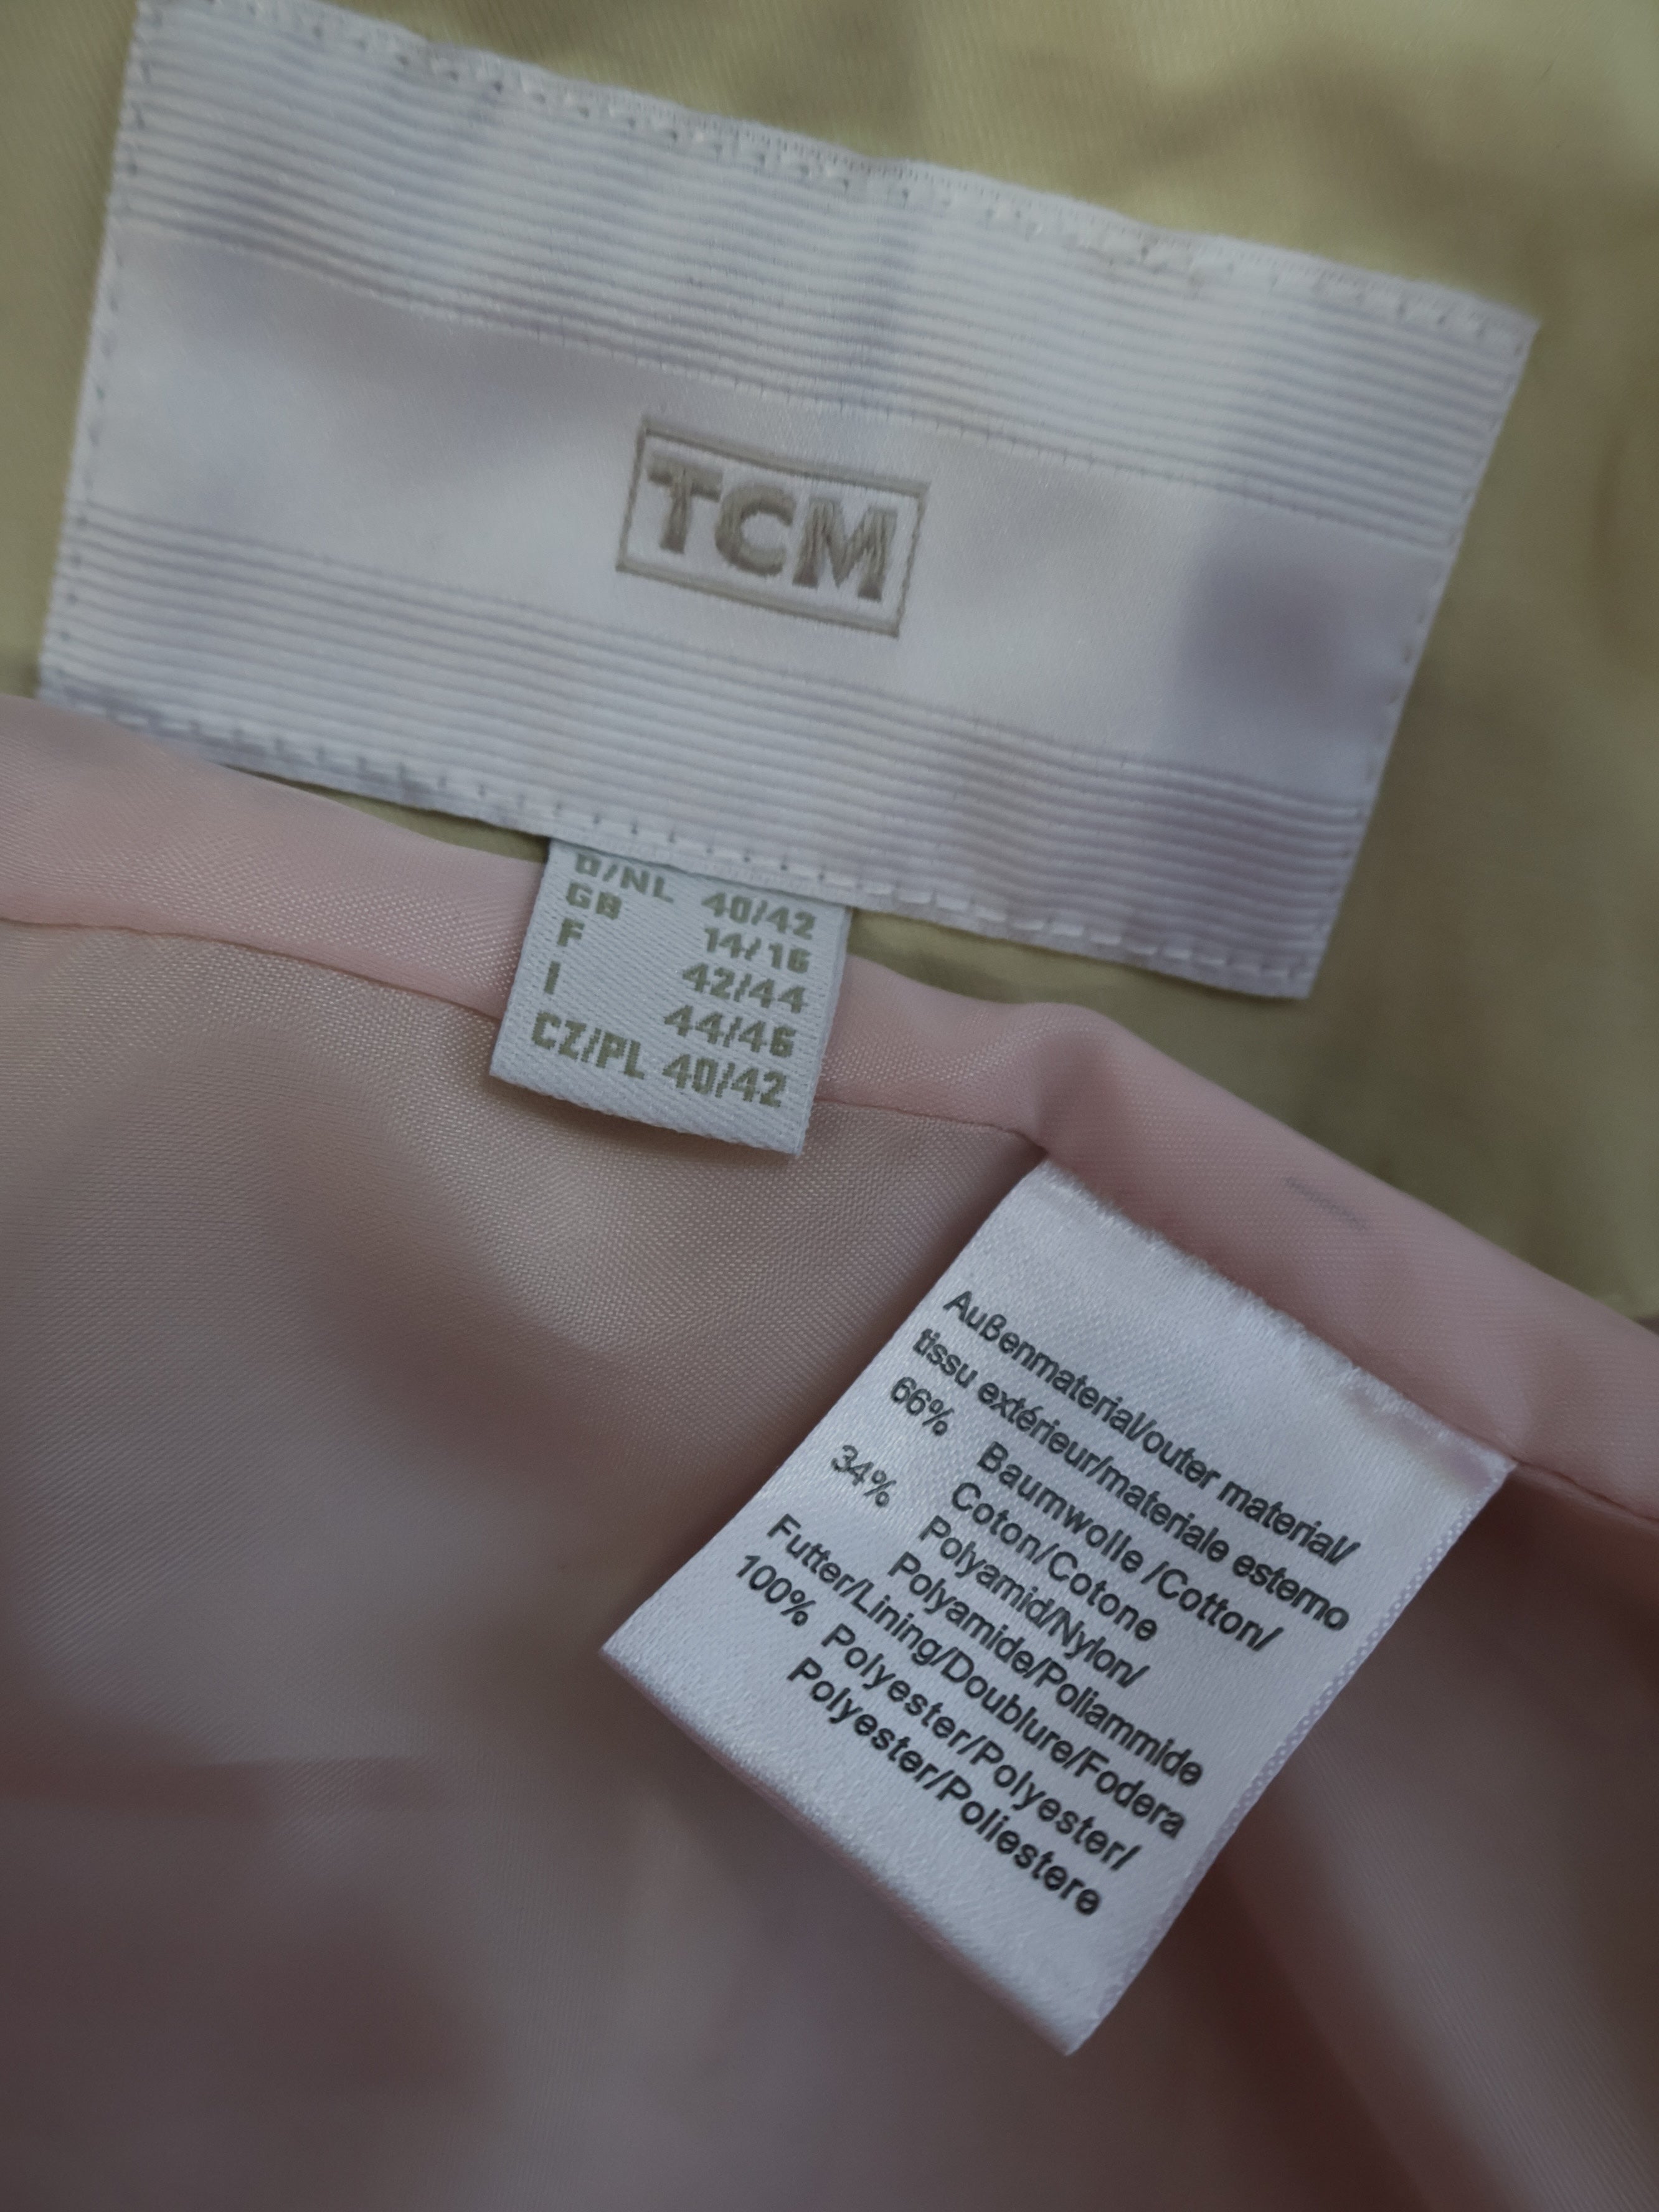 TCM
D/NL 40/42
GB 14/16
F 42/44
I 44/46
CZ/PL 40/42
Außenmaterial/outer material/
tissu extérieur/materiale esterno
66% Baumwolle /Cotton/
Coton/Cotone
34% Polyamid/Nylon/
Polyamide/Poliammide
Futter/Lining/Doublure/Fodera
100% Polyester/Polyester/
Polyester/Poliestere